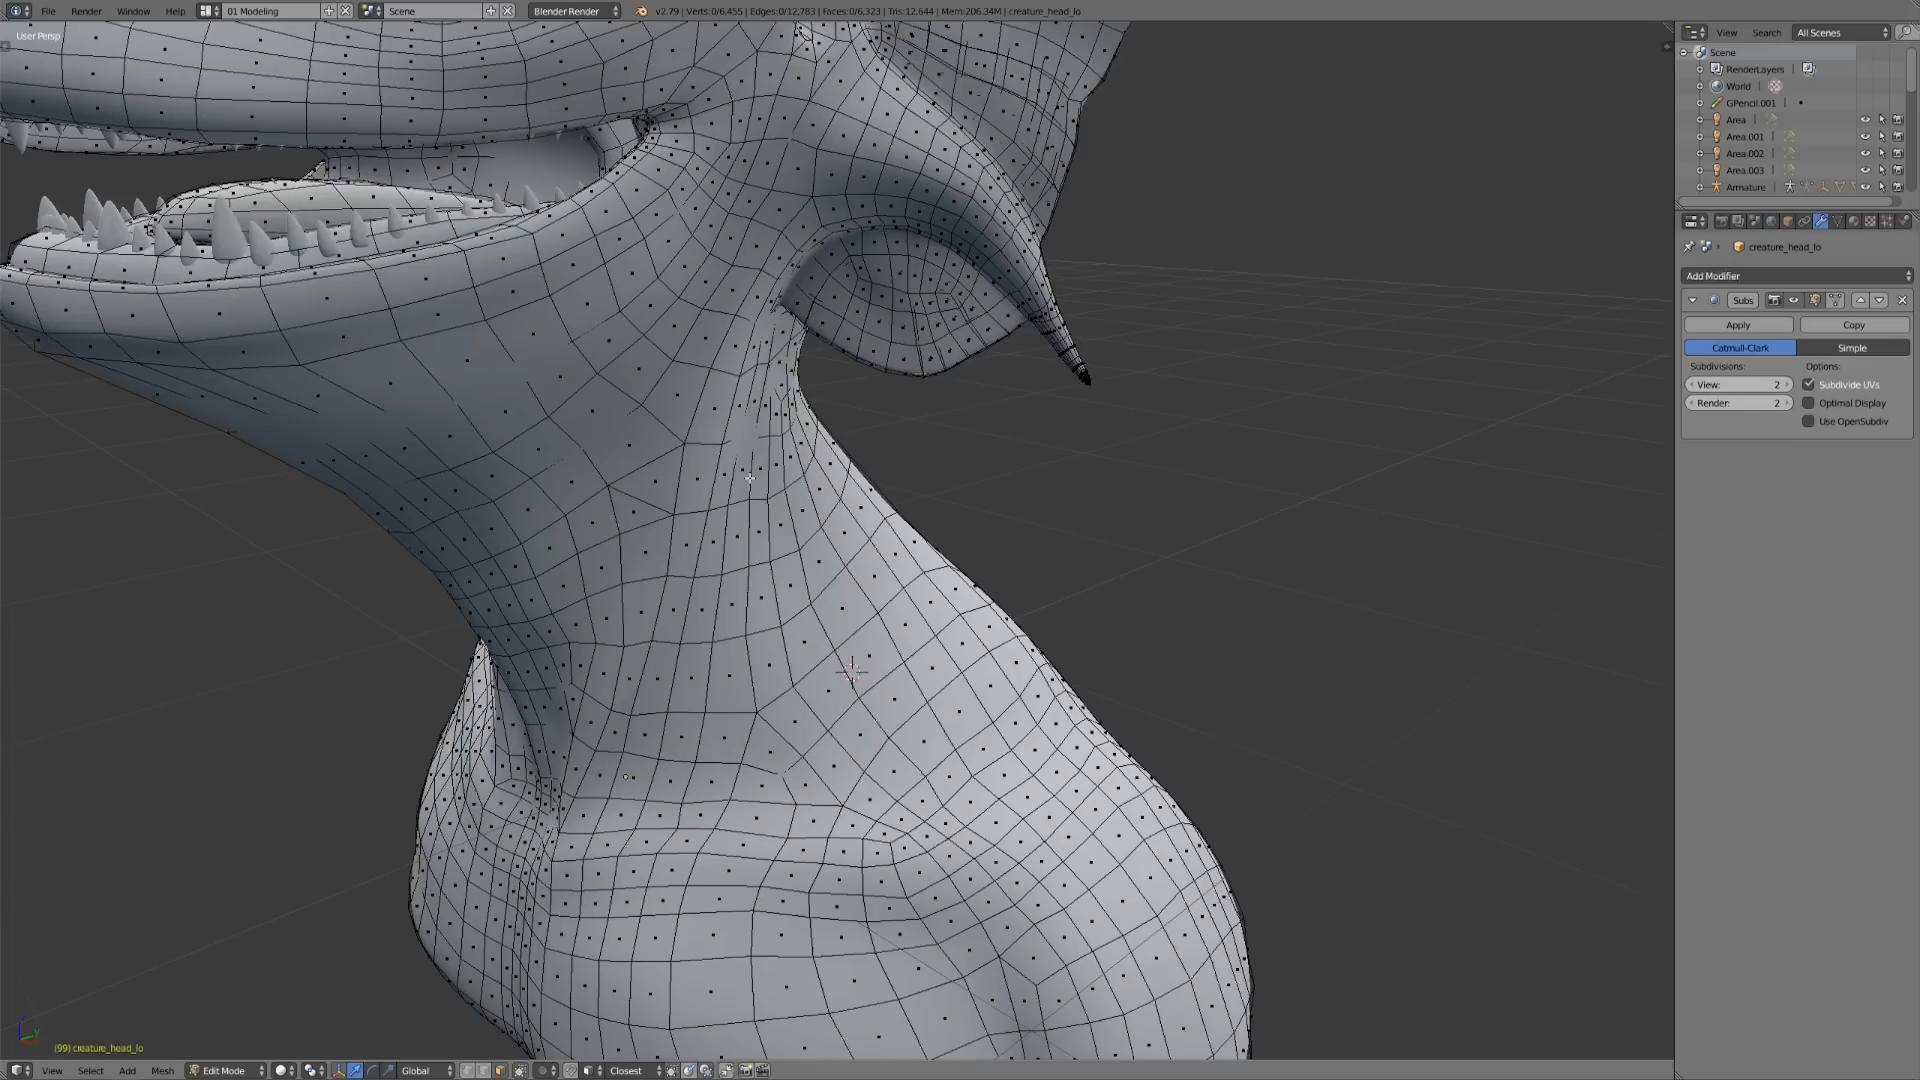 File Render Window Help 01 Modeling Scene Blender Render v2.79 | Verts:0/6,455 | Edges:0/12,783 | Faces:0/6,323 | Tris:12,644 | Mem:206.34M | creature_head_lo
User Persp
View Search All Scenes
Scene
RenderLayers
World
GPencil.001
Area
Area.001
Area.002
Area.003
Armature
creature_head_lo
Add Modifier
Subs
Apply Copy
Catmull-Clark Simple
Subdivisions: Options:
View: 2 Subdivide UVs
Render: 2 Optimal Display
Use OpenSubdiv
(99) creature_head_lo
View Select Add Mesh Edit Mode Global Closest